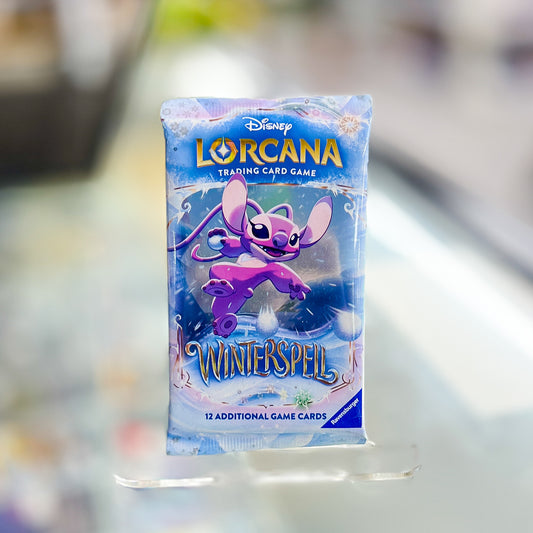 Disney
LORCANA
TRADING CARD GAME
WINTERSPELL
12 ADDITIONAL GAME CARDS
Ravensburger